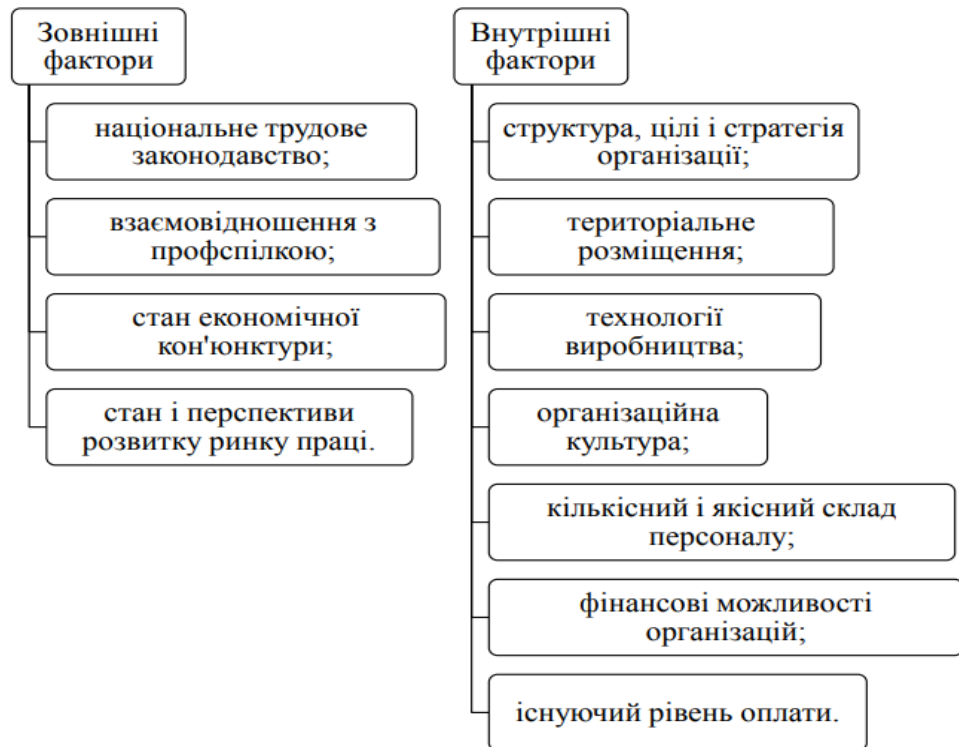 Зовнішні
фактори
національне трудове
законодавство;
взаємовідношення з
профспілкою;
стан економічної
кон'юнктури;
стан і перспективи
розвитку ринку праці.
Внутрішні
фактори
структура, цілі і стратегія
організації;
територіальне
розміщення;
технології
виробництва;
організаційна
культура;
кількісний і якісний склад
персоналу;
фінансові можливості
організацій;
існуючий рівень оплати.